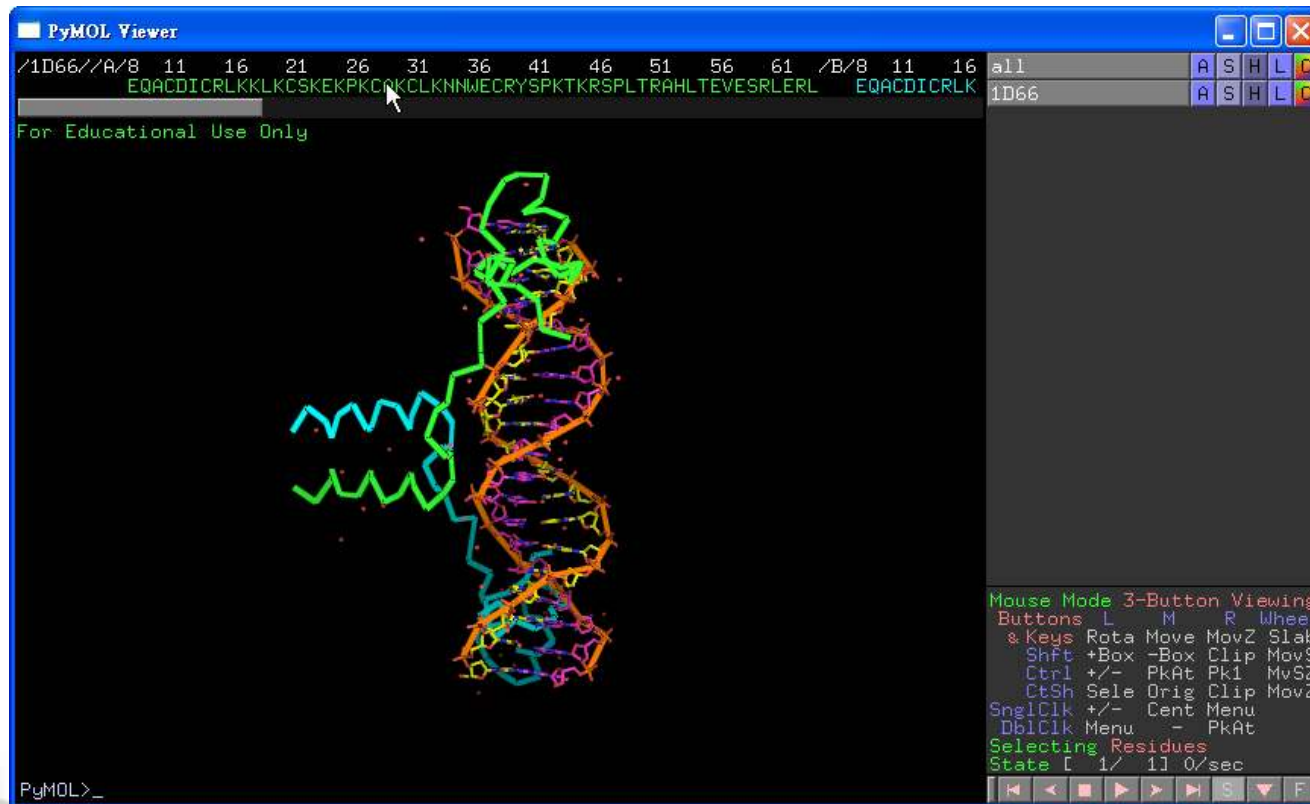 PyMOL Viewer
/1D66//A/8 11 16 21 26 31 36 41 46 51 56 61 /B/8 11 16
EQACDICRLKKLKCSKEKPKCAKCLKNNWECRYSPKTKRSPLTRAHLTEVESRLERL EQACDICRLK
all A S H L C
1D66 A S H L C
For Educational Use Only
Mouse Mode 3-Button Viewing
Buttons L M R Wheel
& Keys Rota Move MovZ Slab
Shft +Box -Box Clip MovS
Ctrl +/- PkAt Pk1 MvSZ
CtSh Sele Orig Clip MovZ
SnglClk +/- Cent Menu
DblClk Menu - PkAt
Selecting Residues
State [ 1/ 1] 0/sec
PyMOL>_
S F